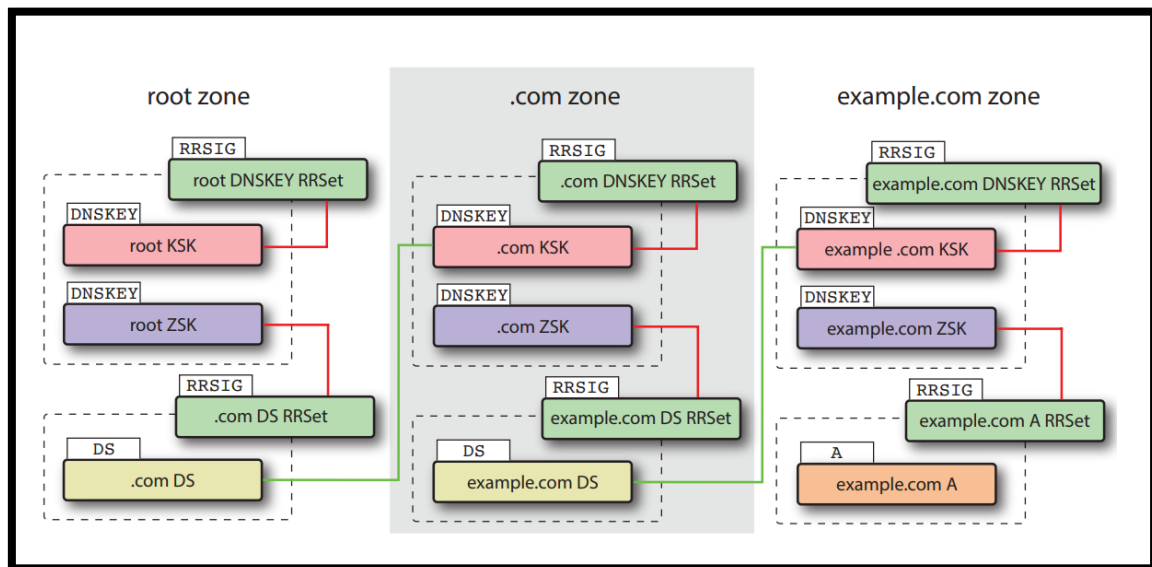 root zone
RRSIG
root DNSKEY RRSet
DNSKEY
root KSK
DNSKEY
root ZSK
RRSIG
.com DS RRSet
DS
.com DS
.com zone
RRSIG
.com DNSKEY RRSet
DNSKEY
.com KSK
DNSKEY
.com ZSK
RRSIG
example.com DS RRSet
DS
example.com DS
example.com zone
RRSIG
example.com DNSKEY RRSet
DNSKEY
example .com KSK
DNSKEY
example.com ZSK
RRSIG
example.com A RRSet
A
example.com A